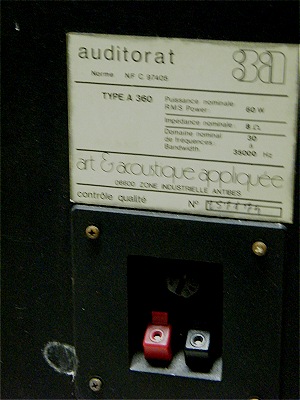 auditorat
Norme NF C 97405
TYPE A 360
Puissance nominale
R.M.S Power: 60 W
Impédance nominale: 8 Ω
Domaine nominal 30
de fréquences: à
Bandwidth. 35000 Hz
art & acoustique appliquée
06600 ZONE INDUSTRIELLE ANTIBES
contrôle qualité N°